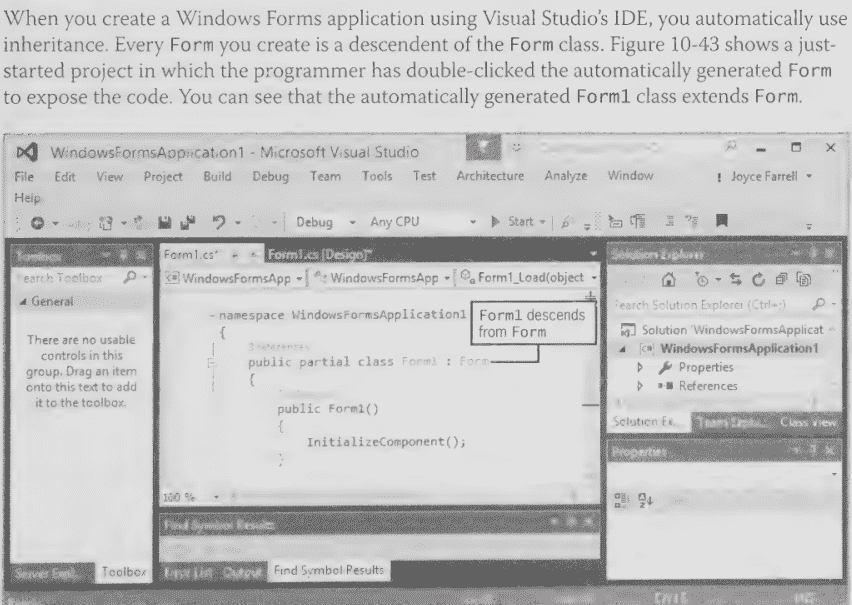 When you create a Windows Forms application using Visual Studio's IDE, you automatically use
inheritance. Every Form you create is a descendent of the Form class. Figure 10-43 shows a just-
started project in which the programmer has double-clicked the automatically generated Form
to expose the code. You can see that the automatically generated Form1 class extends Form.
WindowsFormsApplication1 - Microsoft Visual Studio
File Edit View Project Build Debug Team Tools Test Architecture Analyze Window
! Joyce Farrell
Help
Debug Any CPU Start
Toolbox
Search Toolbox
General
There are no usable
controls in this
group. Drag an item
onto this text to add
it to the toolbox.
Server Expl... Toolbox
Form1.cs* Form1.cs [Design]*
WindowsFormsApp WindowsFormsApp Form1_Load(object
namespace WindowsFormsApplication1
{
3 references
public partial class Form1 : Form
{
public Form1()
{
InitializeComponent();
}
Form1 descends
from Form
100 %
Find Symbol Results
Error List Output Find Symbol Results
Solution Explorer
Search Solution Explorer (Ctrl+;)
Solution 'WindowsFormsApplicat
WindowsFormsApplication1
Properties
References
Solution Ex... Team Explo... Class View
Properties